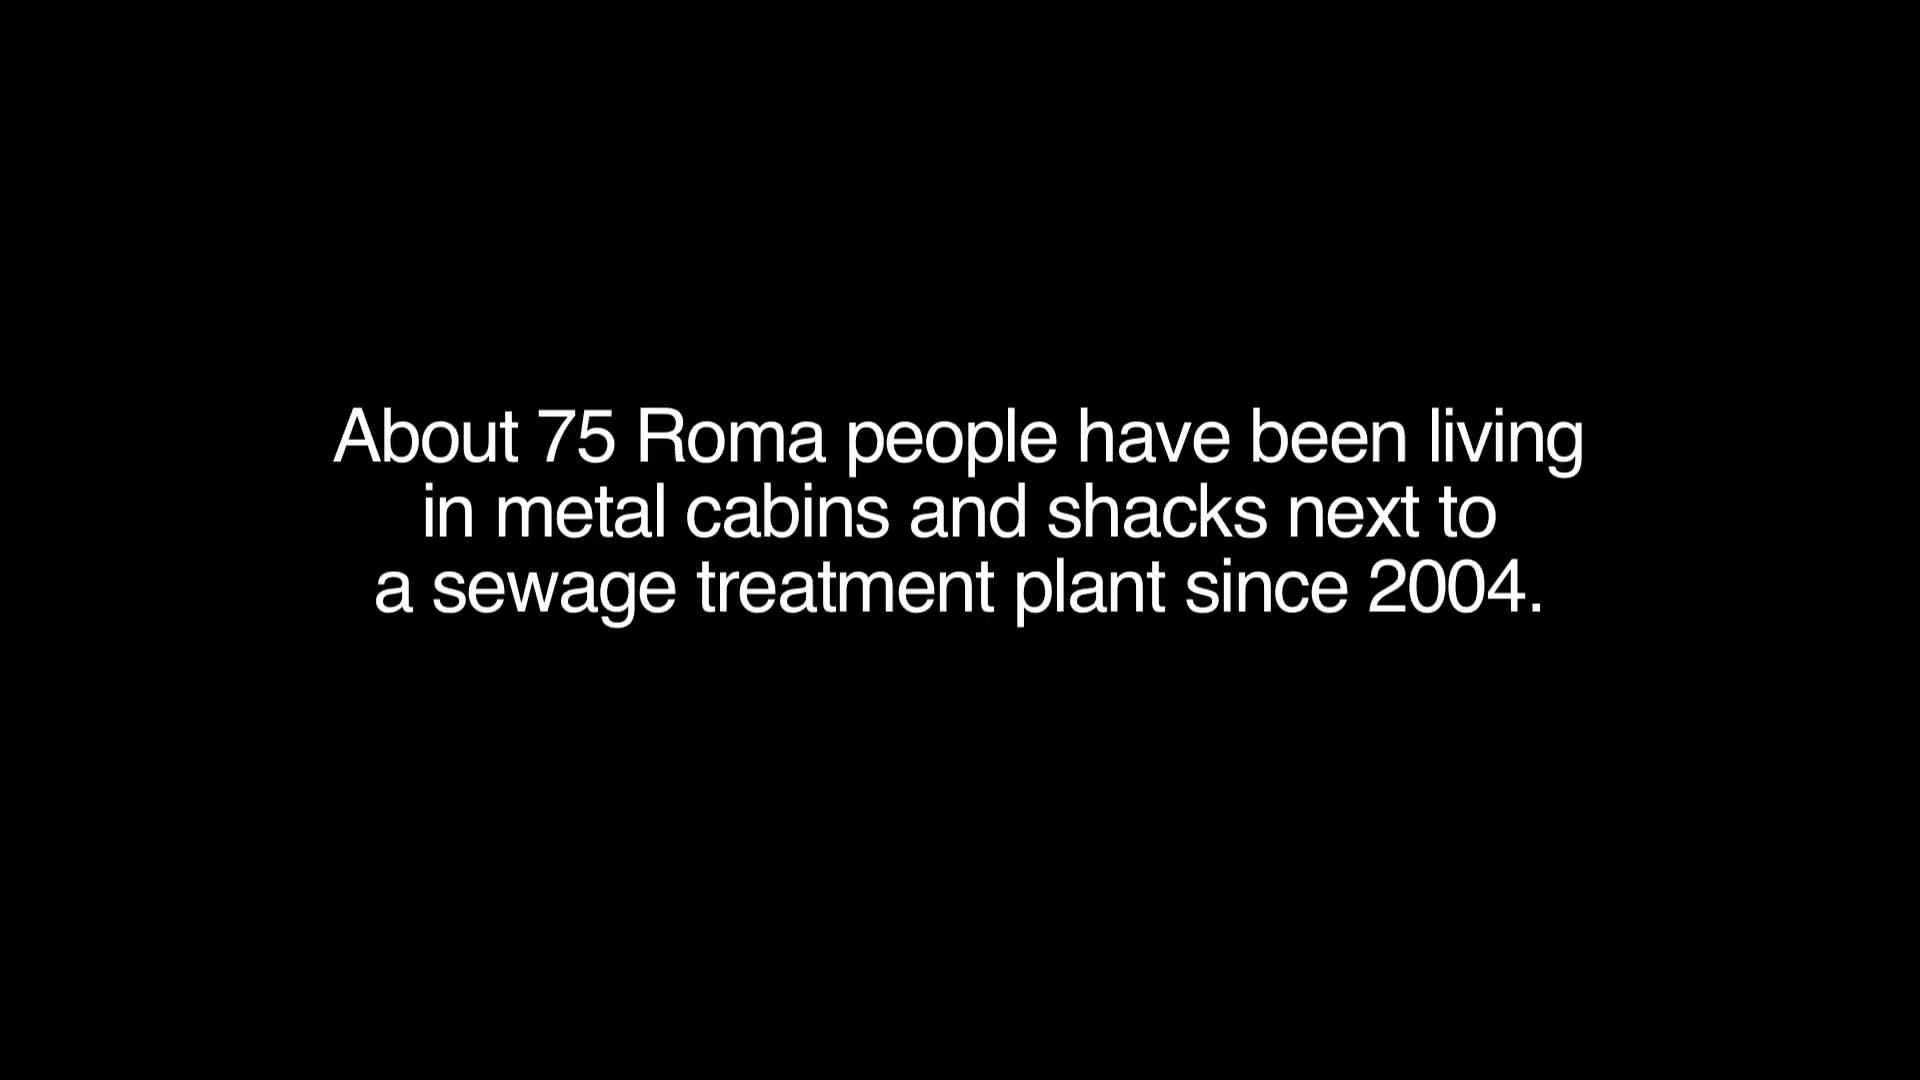 About 75 Roma people have been living
in metal cabins and shacks next to
a sewage treatment plant since 2004.